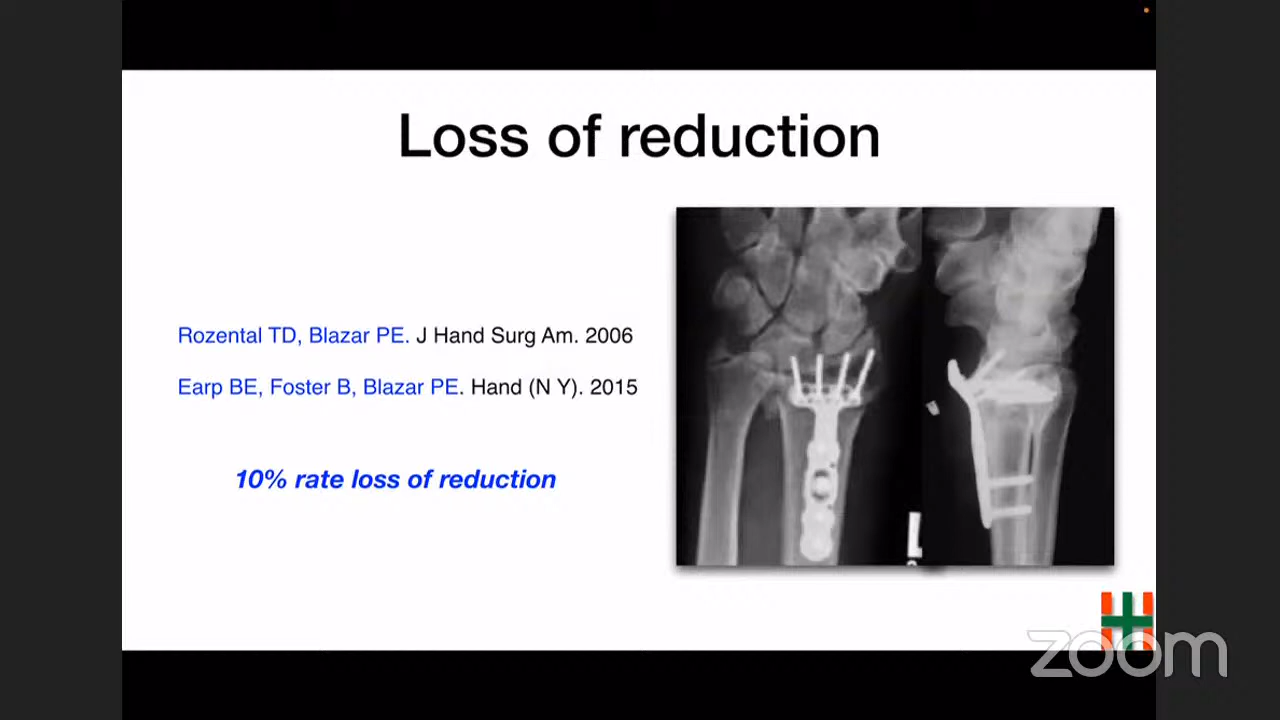 Loss of reduction
Rozental TD, Blazar PE. J Hand Surg Am. 2006
Earp BE, Foster B, Blazar PE. Hand (N Y). 2015
10% rate loss of reduction
L
zoom